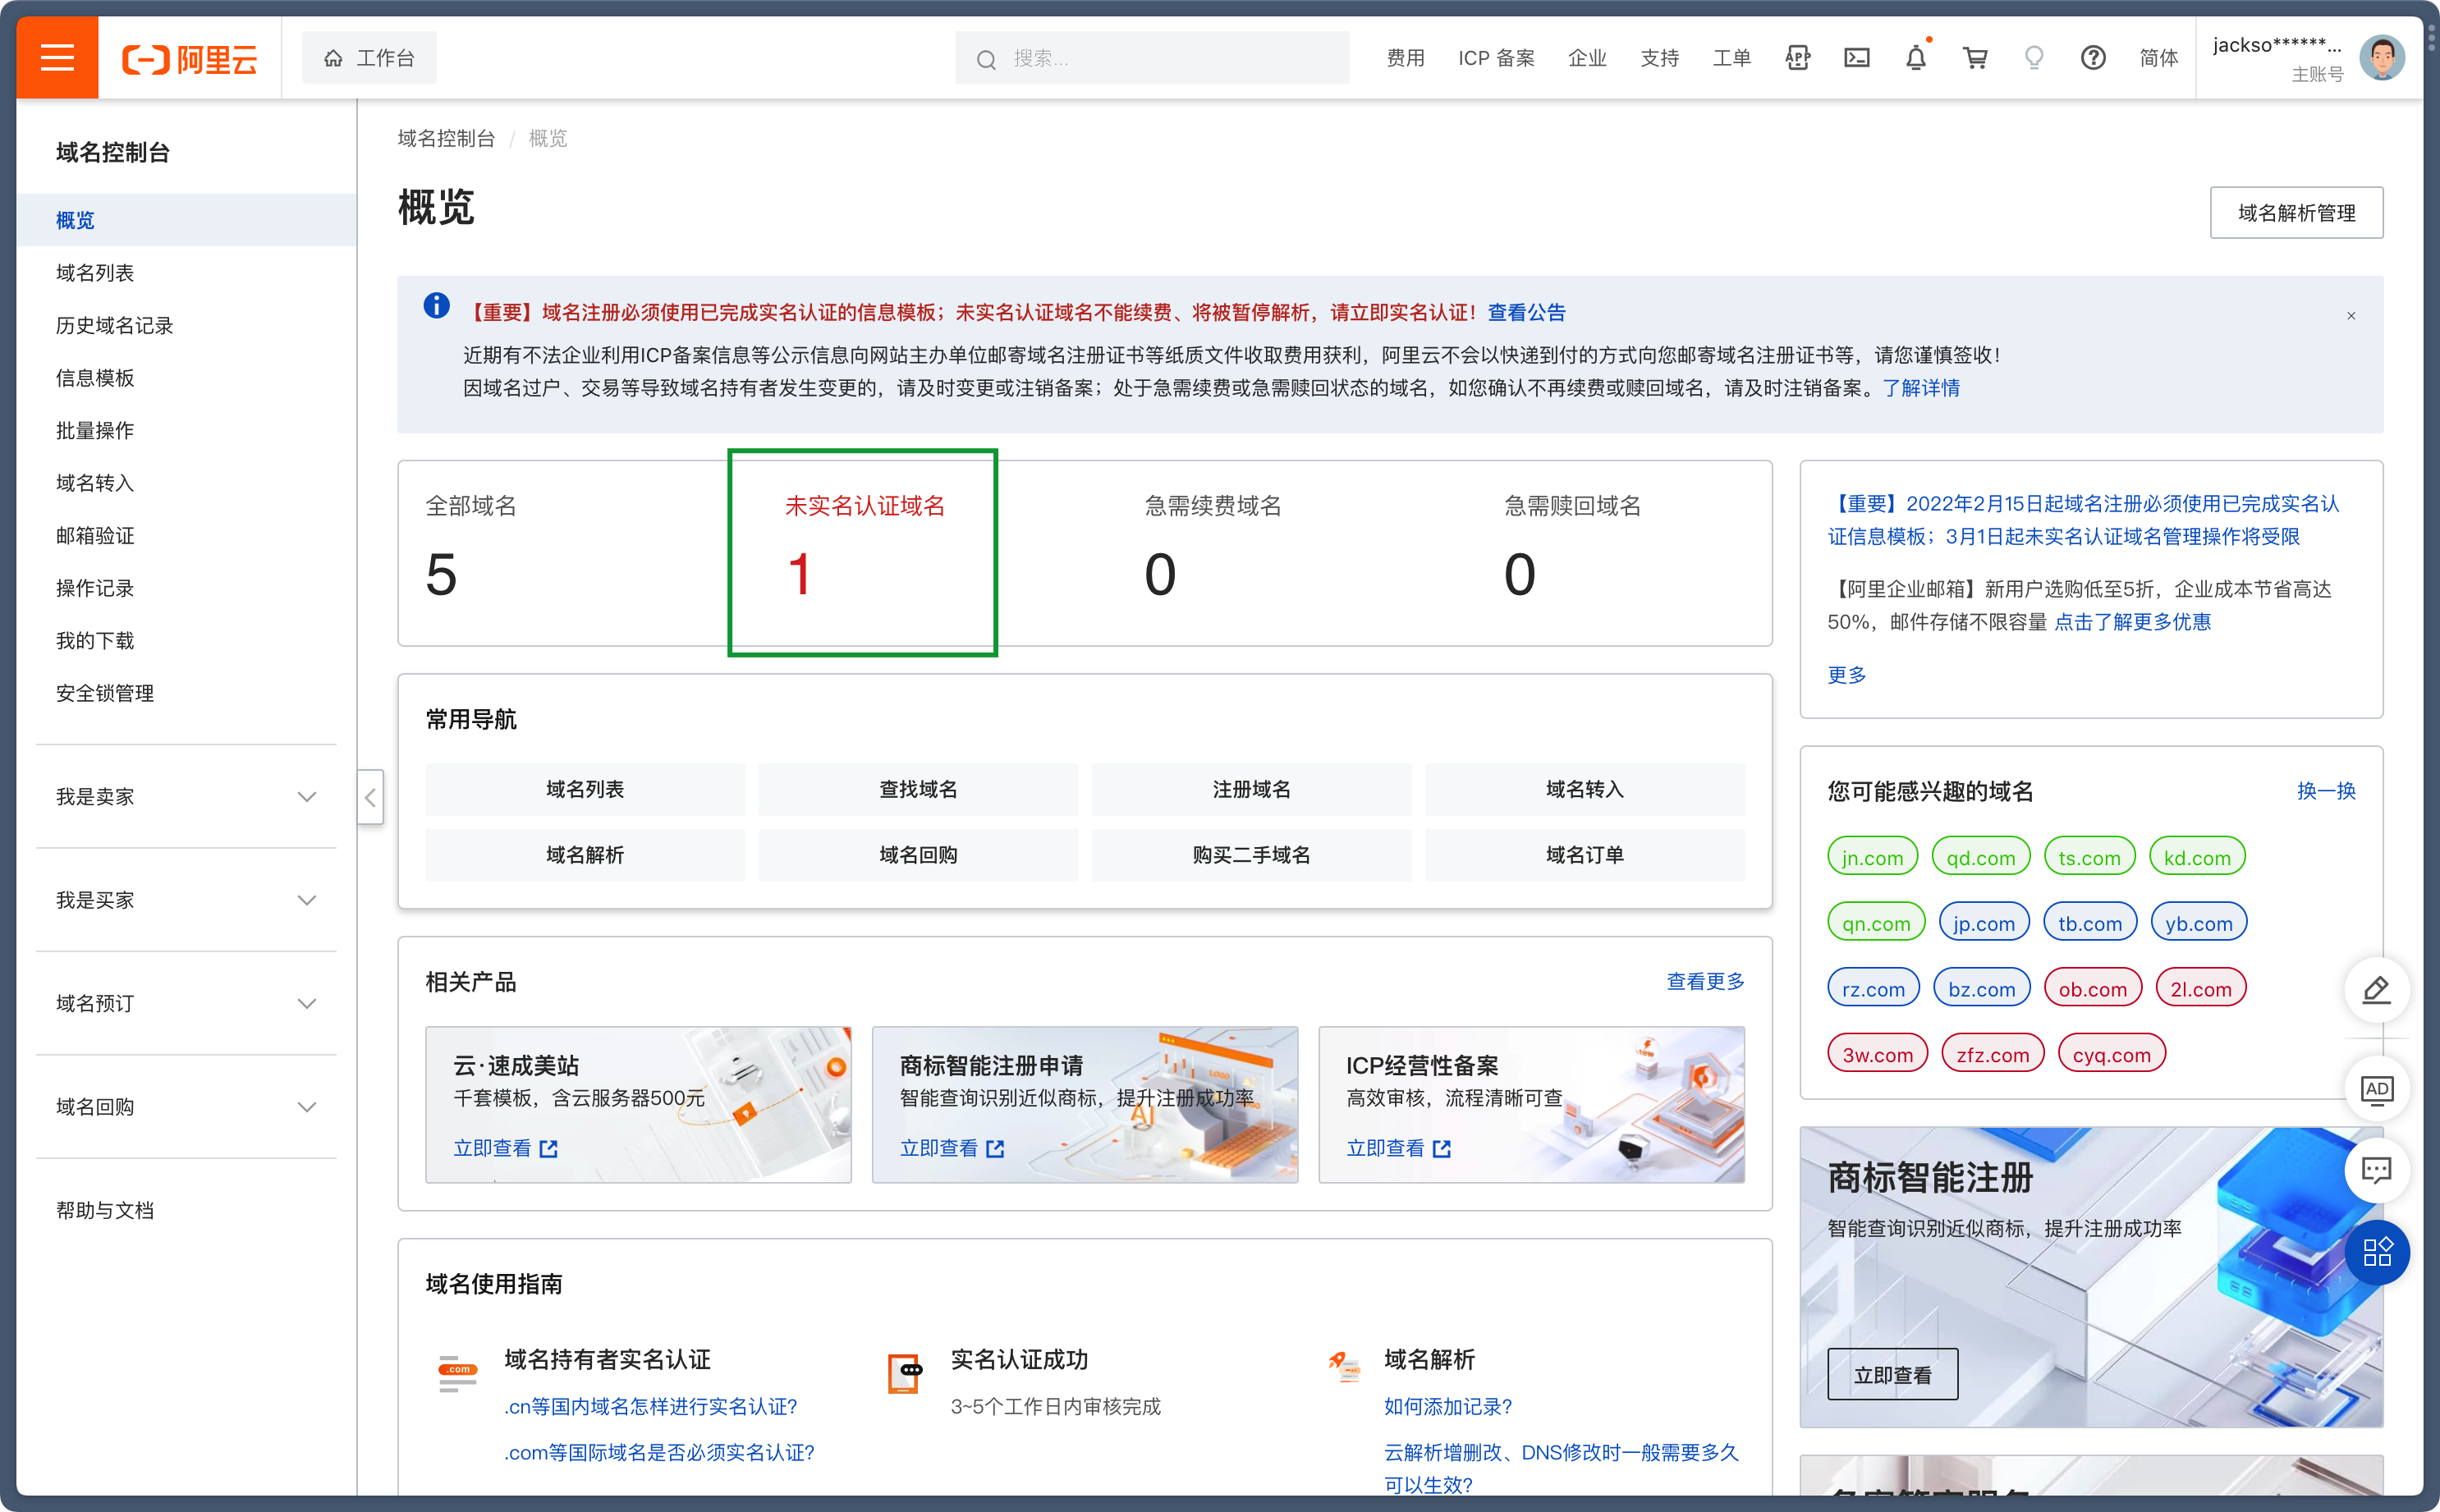 阿里云
工作台
搜索...
费用
ICP 备案
企业
支持
工单
APP
简体
jackso******...
主账号
域名控制台
概览
域名列表
历史域名记录
信息模板
批量操作
域名转入
邮箱验证
操作记录
我的下载
安全锁管理
我是卖家
我是买家
域名预订
域名回购
帮助与文档
域名控制台 / 概览
概览
域名解析管理
【重要】域名注册必须使用已完成实名认证的信息模板；未实名认证域名不能续费、将被暂停解析，请立即实名认证！查看公告
近期有不法企业利用ICP备案信息等公示信息向网站主办单位邮寄域名注册证书等纸质文件收取费用获利，阿里云不会以快递到付的方式向您邮寄域名注册证书等，请您谨慎签收！
因域名过户、交易等导致域名持有者发生变更的，请及时变更或注销备案；处于急需续费或急需赎回状态的域名，如您确认不再续费或赎回域名，请及时注销备案。了解详情
全部域名
5
未实名认证域名
1
急需续费域名
0
急需赎回域名
0
常用导航
域名列表
查找域名
注册域名
域名转入
域名解析
域名回购
购买二手域名
域名订单
相关产品
查看更多
云·速成美站
千套模板，含云服务器500元
立即查看
商标智能注册申请
智能查询识别近似商标，提升注册成功率
立即查看
LOGO
AI
ICP经营性备案
高效审核，流程清晰可查
立即查看
域名使用指南
.com
域名持有者实名认证
.cn等国内域名怎样进行实名认证?
.com等国际域名是否必须实名认证?
实名认证成功
3~5个工作日内审核完成
域名解析
如何添加记录?
云解析增删改、DNS修改时一般需要多久
可以生效?
【重要】2022年2月15日起域名注册必须使用已完成实名认
证信息模板；3月1日起未实名认证域名管理操作将受限
【阿里企业邮箱】新用户选购低至5折，企业成本节省高达
50%，邮件存储不限容量 点击了解更多优惠
更多
您可能感兴趣的域名
换一换
jn.com
qd.com
ts.com
kd.com
qn.com
jp.com
tb.com
yb.com
rz.com
bz.com
ob.com
2l.com
3w.com
zfz.com
cyq.com
AD
商标智能注册
智能查询识别近似商标，提升注册成功率
立即查看